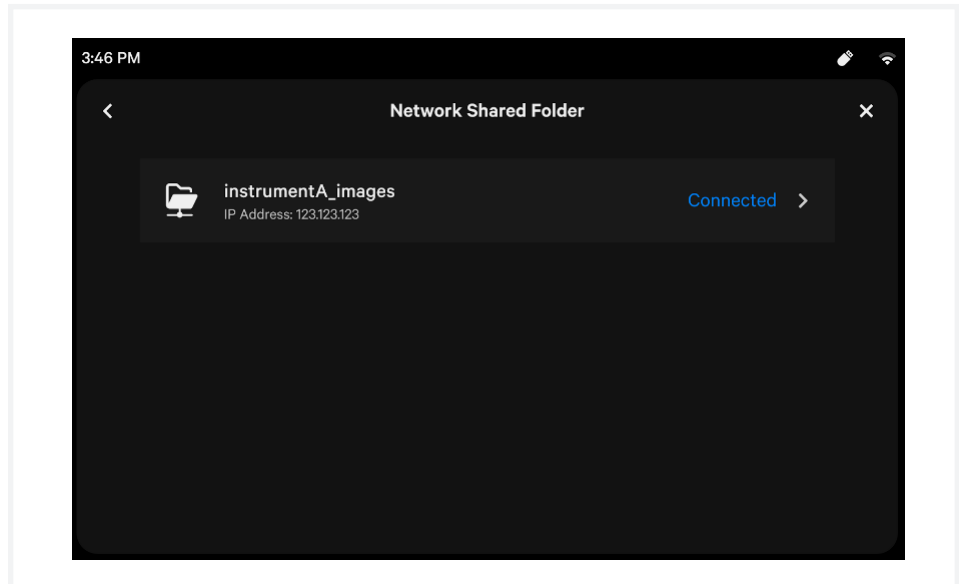 3:46 PM
Network Shared Folder
instrumentA_images
IP Address: 123.123.123
Connected